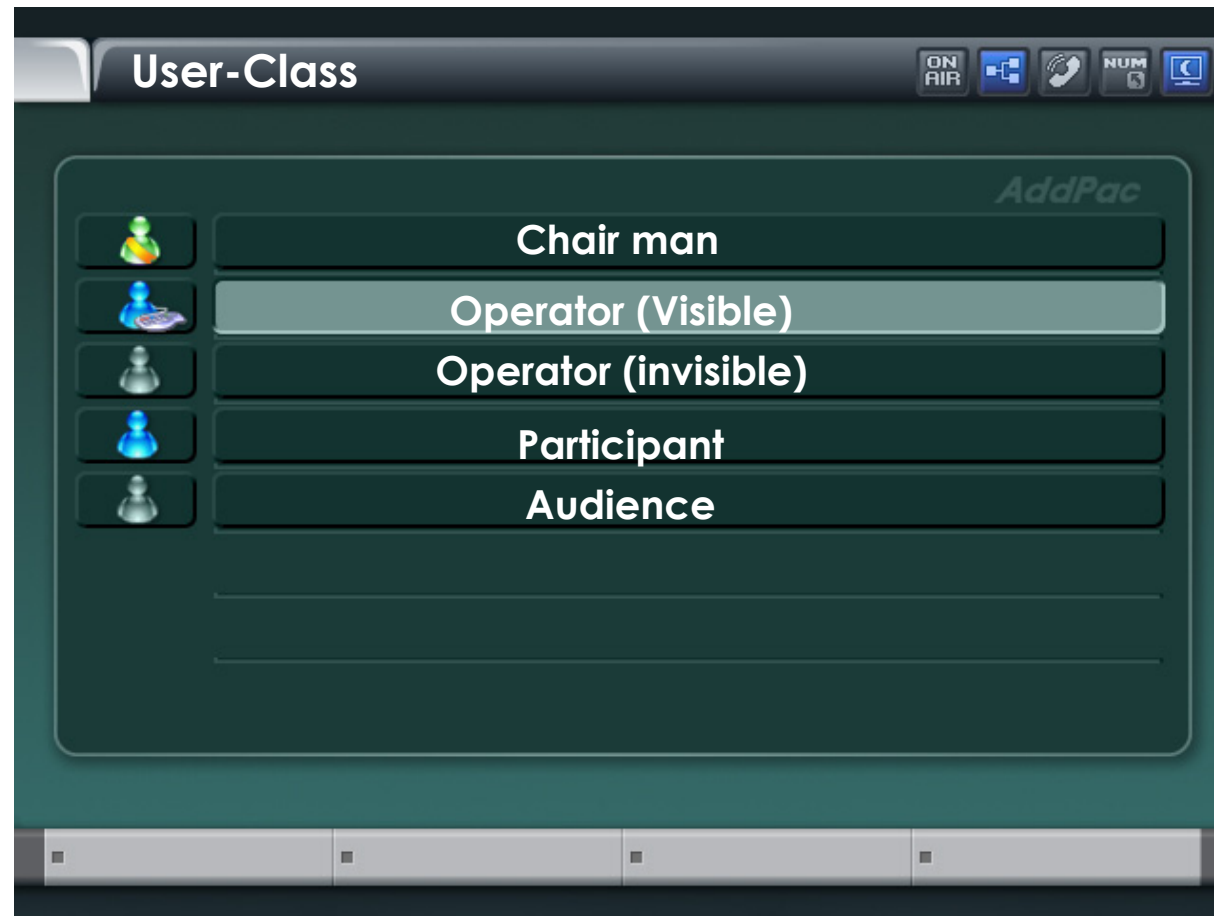 User-Class
ON AIR
NUM
AddPac
Chair man
Operator (Visible)
Operator (invisible)
Participant
Audience